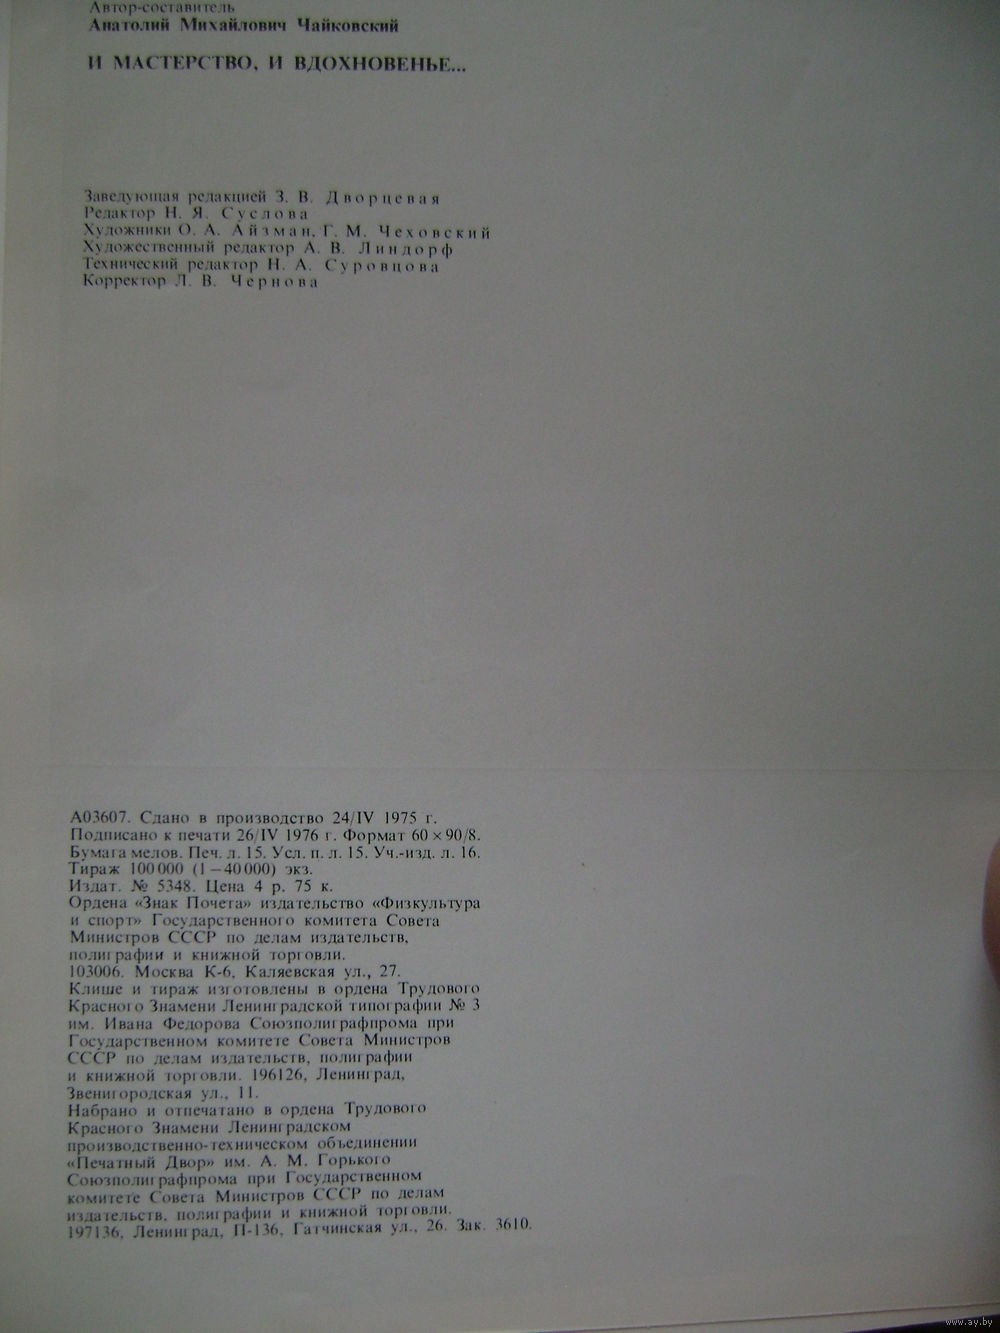 Автор-составитель
Анатолий Михайлович Чайковский
И МАСТЕРСТВО, И ВДОХНОВЕНЬЕ...
Заведующая редакцией З. В. Дворцевая
Редактор Н. Я. Суслова
Художники О. А. Айзман, Г. М. Чеховский
Художественный редактор А. В. Линдорф
Технический редактор Н. А. Суровцова
Корректор Л. В. Чернова
А03607. Сдано в производство 24/IV 1975 г.
Подписано к печати 26/IV 1976 г. Формат 60×90/8.
Бумага мелов. Печ. л. 15. Усл. п. л. 15. Уч.-изд. л. 16.
Тираж 100000 (1—40000) экз.
Издат. № 5348. Цена 4 р. 75 к.
Ордена «Знак Почета» издательство «Физкультура
и спорт» Государственного комитета Совета
Министров СССР по делам издательств,
полиграфии и книжной торговли.
103006. Москва К-6, Каляевская ул., 27.
Клише и тираж изготовлены в ордена Трудового
Красного Знамени Ленинградской типографии № 3
им. Ивана Федорова Союзполиграфпрома при
Государственном комитете Совета Министров
СССР по делам издательств, полиграфии
и книжной торговли. 196126, Ленинград,
Звенигородская ул., 11.
Набрано и отпечатано в ордена Трудового
Красного Знамени Ленинградском
производственно-техническом объединении
«Печатный Двор» им. А. М. Горького
Союзполиграфпрома при Государственном
комитете Совета Министров СССР по делам
издательств, полиграфии и книжной торговли.
197136, Ленинград, П-136, Гатчинская ул., 26. Зак. 3610.
www.ay.by